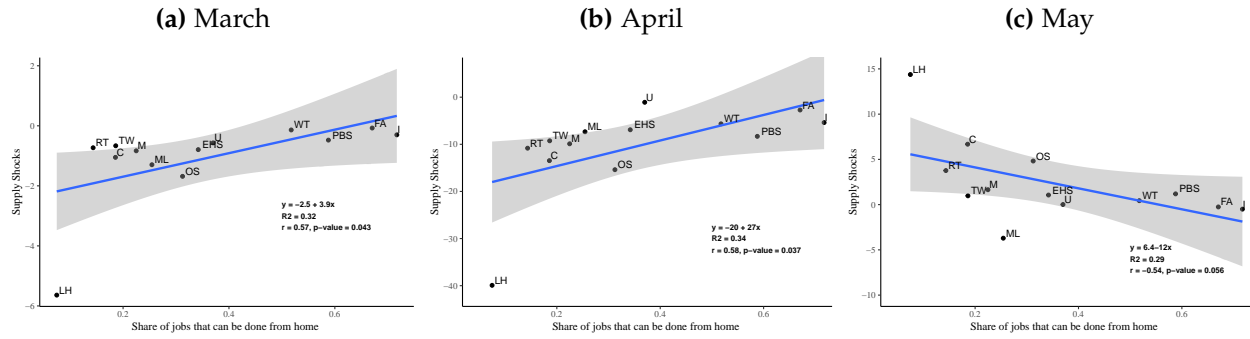 (a) March
2
0
−2
−4
−6
Supply Shocks
LH
RT
TW
C
M
ML
OS
EHS
U
WT
PBS
FA
I
y = −2.5 + 3.9x
R2 = 0.32
r = 0.57, p−value = 0.043
0.2
0.4
0.6
Share of jobs that can be done from home
(b) April
0
−10
−20
−30
−40
Supply Shocks
LH
RT
TW
C
M
ML
OS
EHS
U
WT
PBS
FA
I
y = −20 + 27x
R2 = 0.34
r = 0.58, p−value = 0.037
0.2
0.4
0.6
Share of jobs that can be done from home
(c) May
15
10
5
0
−5
−10
Supply Shocks
LH
RT
C
TW
M
ML
OS
EHS
U
WT
PBS
FA
y = 6.4−12x
R2 = 0.29
r = −0.54, p−value = 0.056
0.2
0.4
0.6
Share of jobs that can be done from home